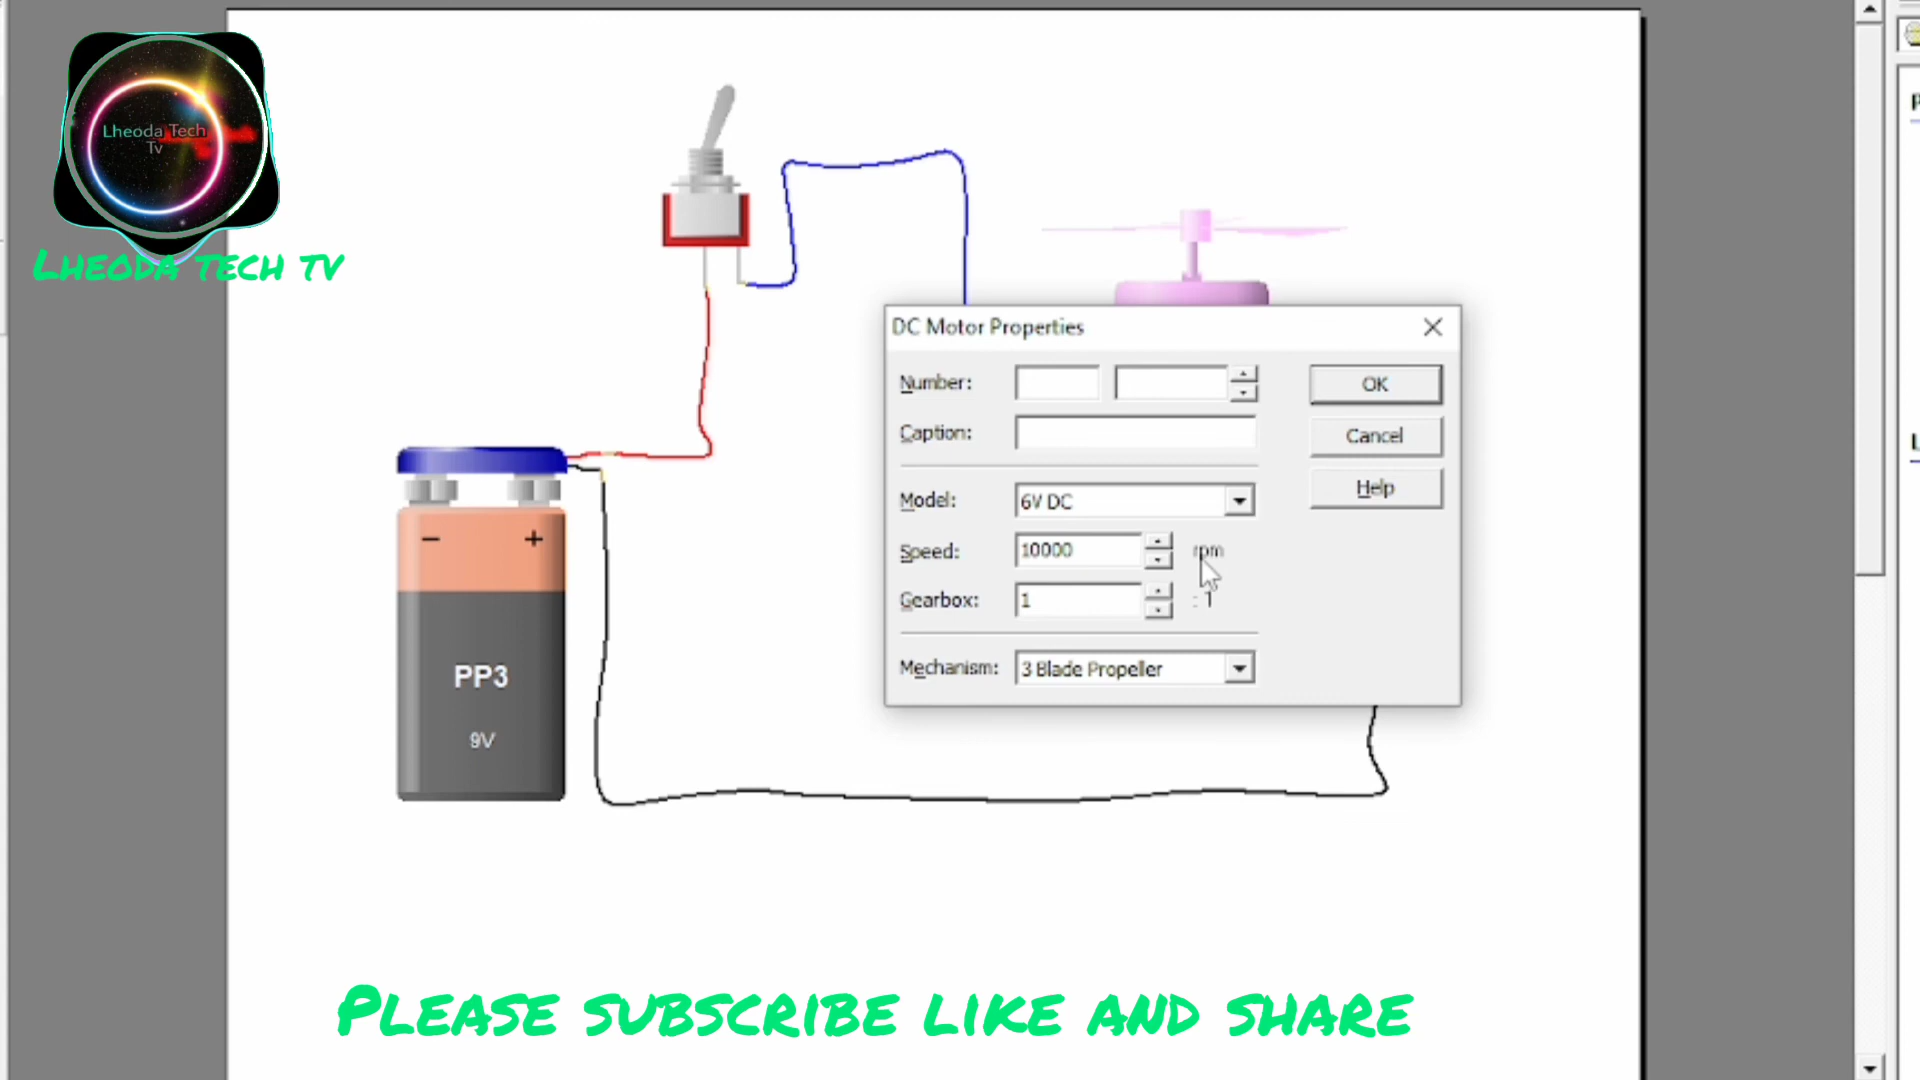 Lheoda Tech
Tv
Lheoda tech tv
DC Motor Properties
Number:
OK
Caption:
Cancel
Model:
6V DC
Help
Speed:
10000
rpm
Gearbox:
1
: 1
Mechanism:
3 Blade Propeller
− +
PP3
9V
Please subscribe like and share